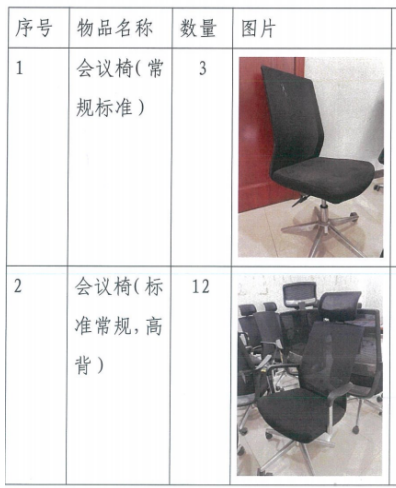 序号 物品名称 数量 图片
1 会议椅(常 3
规标准)
2 会议椅(标 12
准常规,高
背)